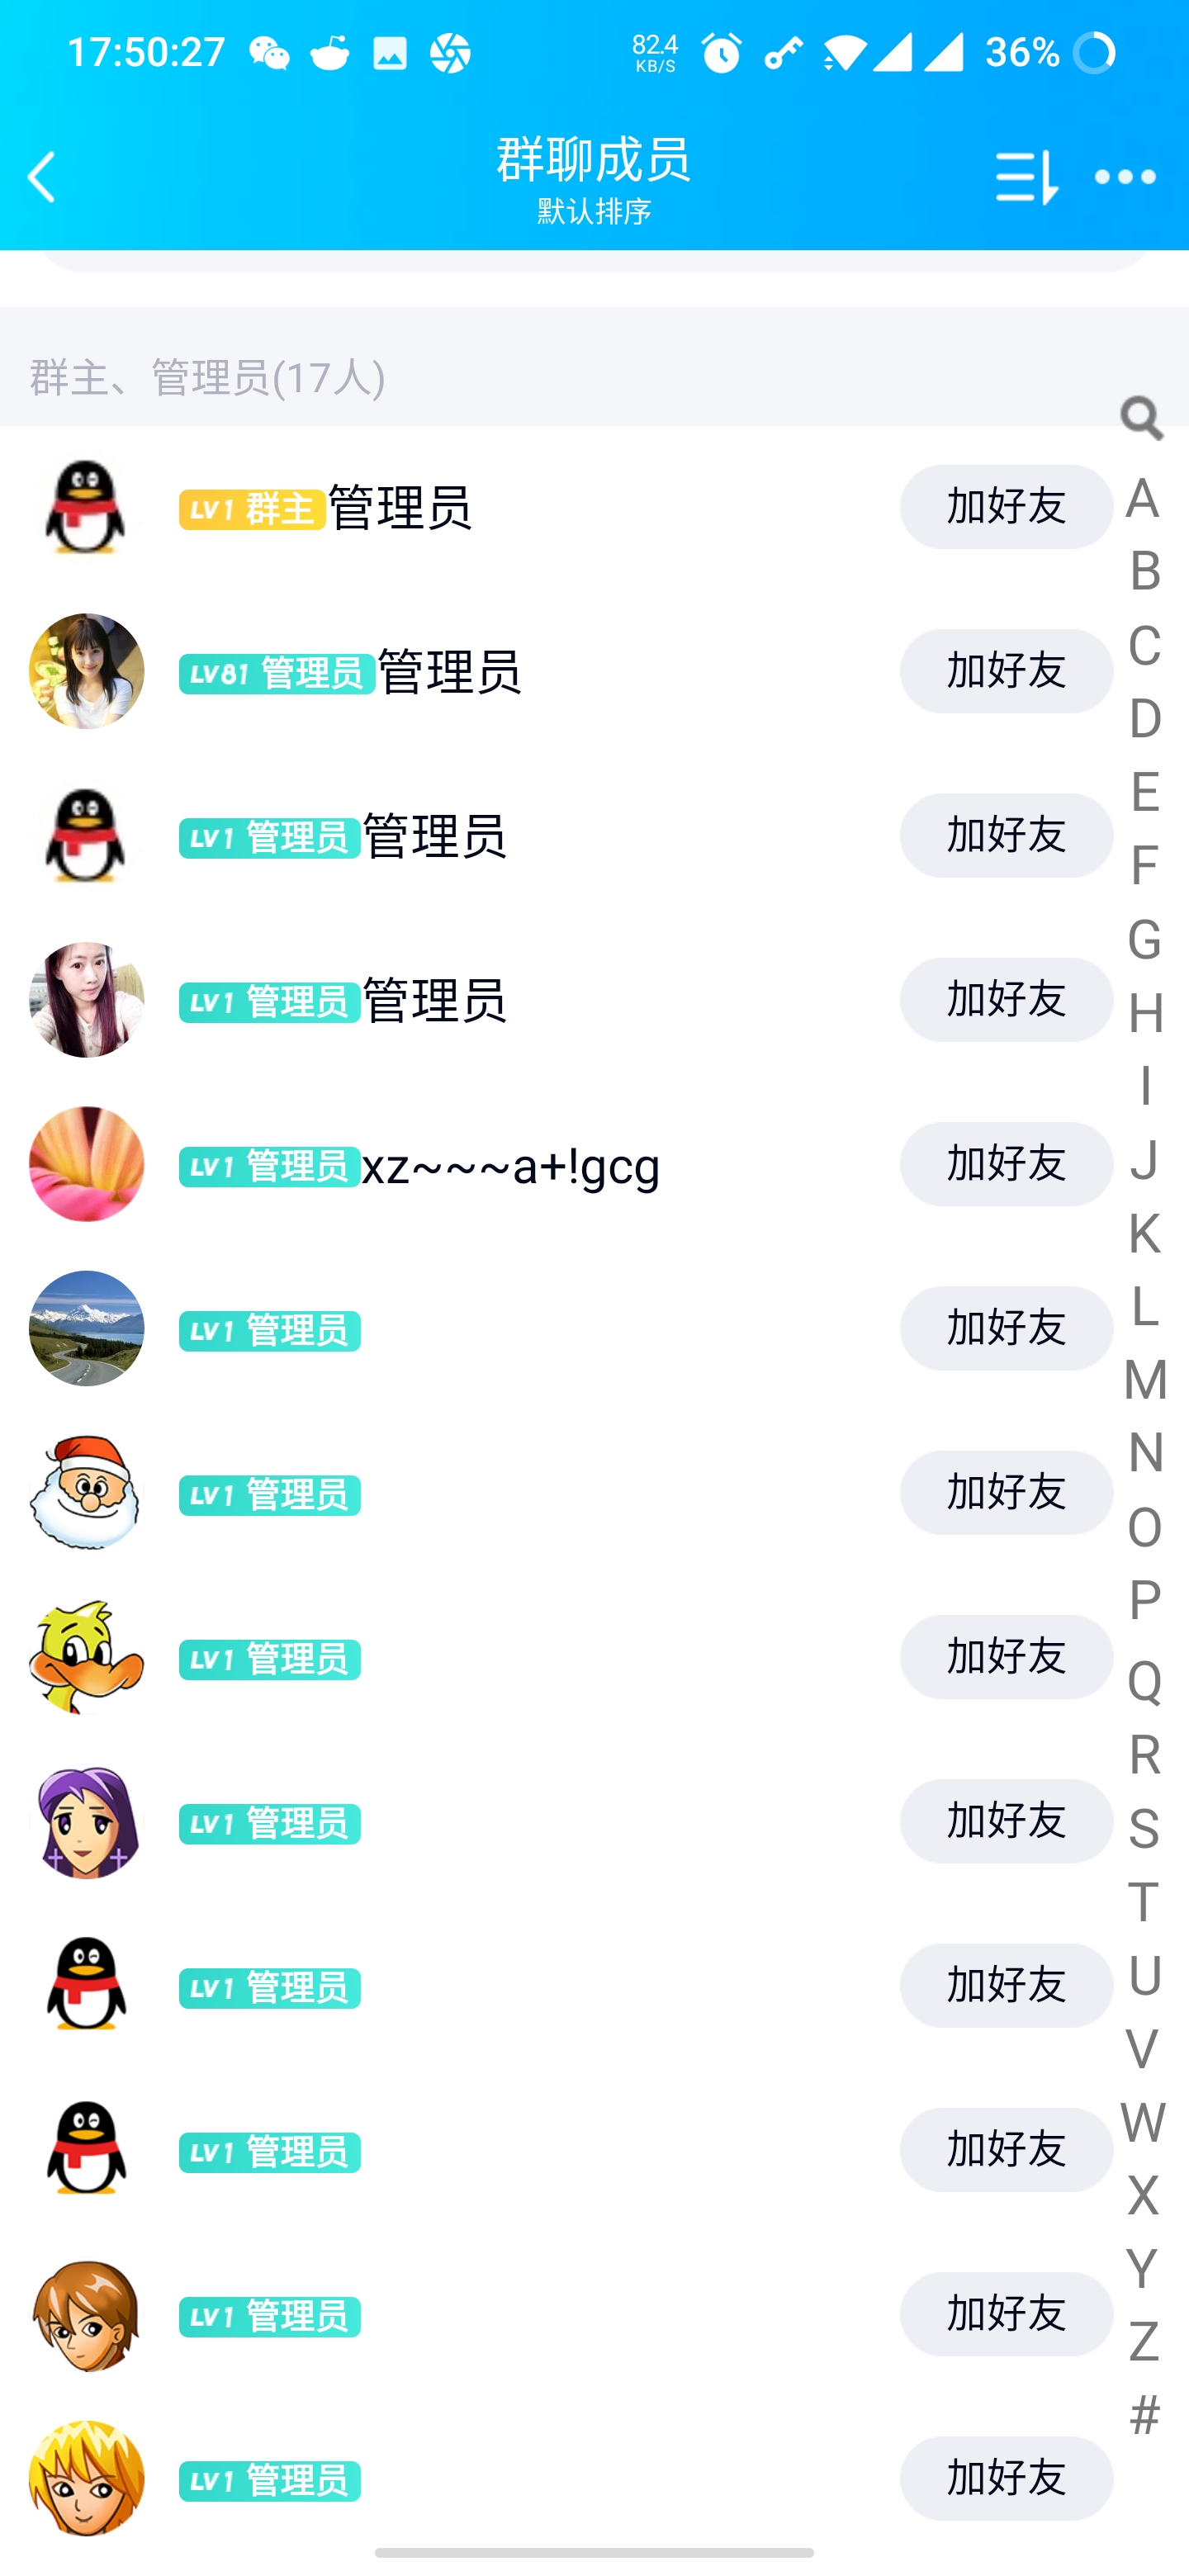 17:50:27 82.4 KB/S 36%
群聊成员
默认排序
群主、管理员(17人)
LV1 群主 管理员 加好友
LV81 管理员 管理员 加好友
LV1 管理员 管理员 加好友
LV1 管理员 管理员 加好友
LV1 管理员 xz~~~a+!gcg 加好友
LV1 管理员 加好友
LV1 管理员 加好友
LV1 管理员 加好友
LV1 管理员 加好友
LV1 管理员 加好友
LV1 管理员 加好友
LV1 管理员 加好友
LV1 管理员 加好友
A
B
C
D
E
F
G
H
I
J
K
L
M
N
O
P
Q
R
S
T
U
V
W
X
Y
Z
#